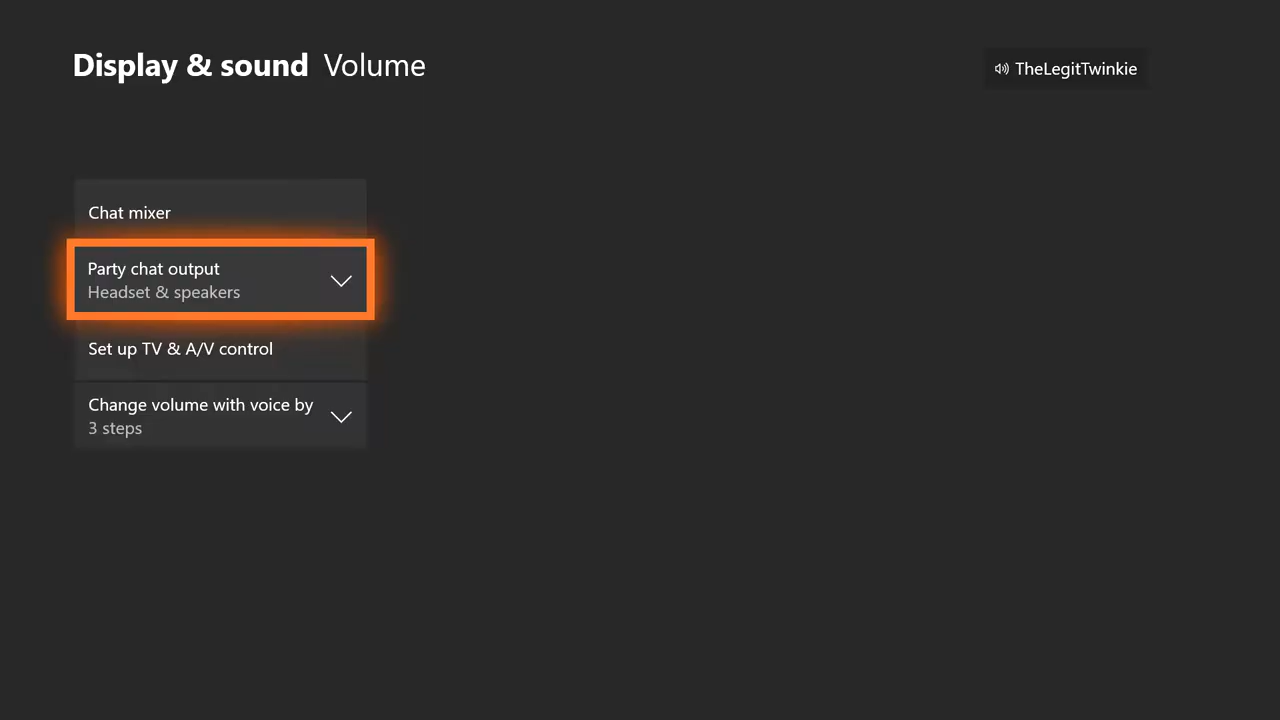 Display & sound Volume
TheLegitTwinkie
Chat mixer
Party chat output
Headset & speakers
Set up TV & A/V control
Change volume with voice by
3 steps